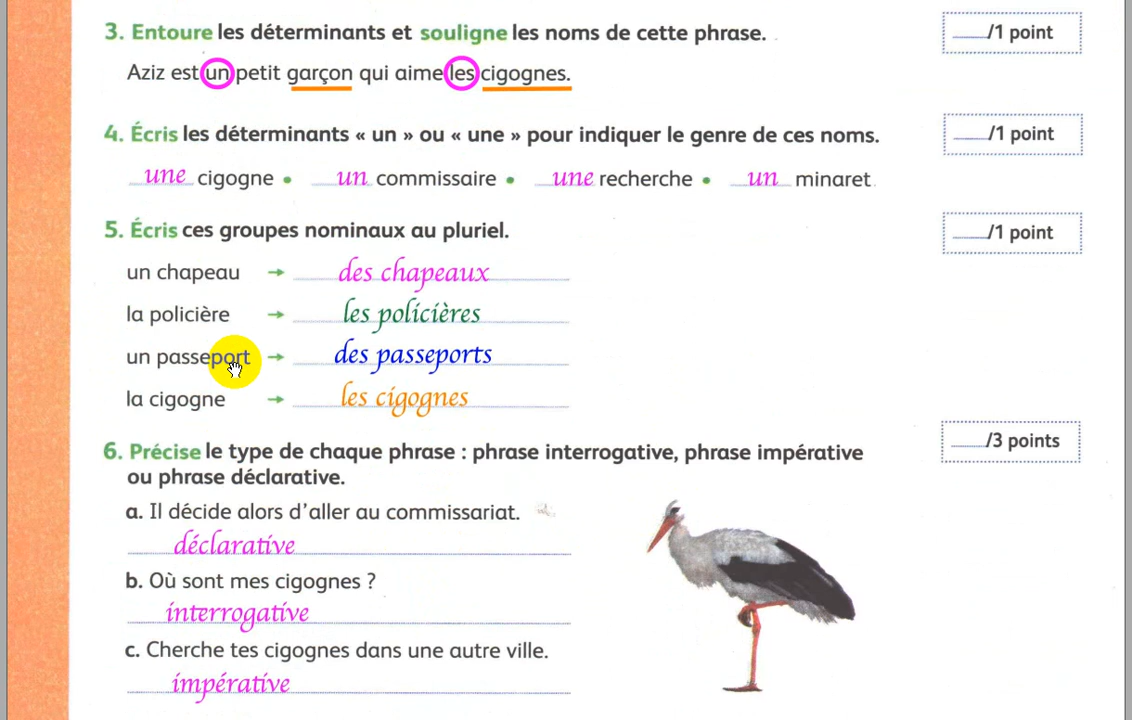 3. Entoure les déterminants et souligne les noms de cette phrase.
___/1 point
Aziz est un petit garçon qui aime les cigognes.
4. Écris les déterminants « un » ou « une » pour indiquer le genre de ces noms.
___/1 point
une cigogne • un commissaire • une recherche • un minaret
5. Écris ces groupes nominaux au pluriel.
___/1 point
un chapeau → des chapeaux
la policière → les policières
un passeport → des passeports
la cigogne → les cigognes
6. Précise le type de chaque phrase : phrase interrogative, phrase impérative
ou phrase déclarative.
___/3 points
a. Il décide alors d'aller au commissariat.
déclarative
b. Où sont mes cigognes ?
interrogative
c. Cherche tes cigognes dans une autre ville.
impérative